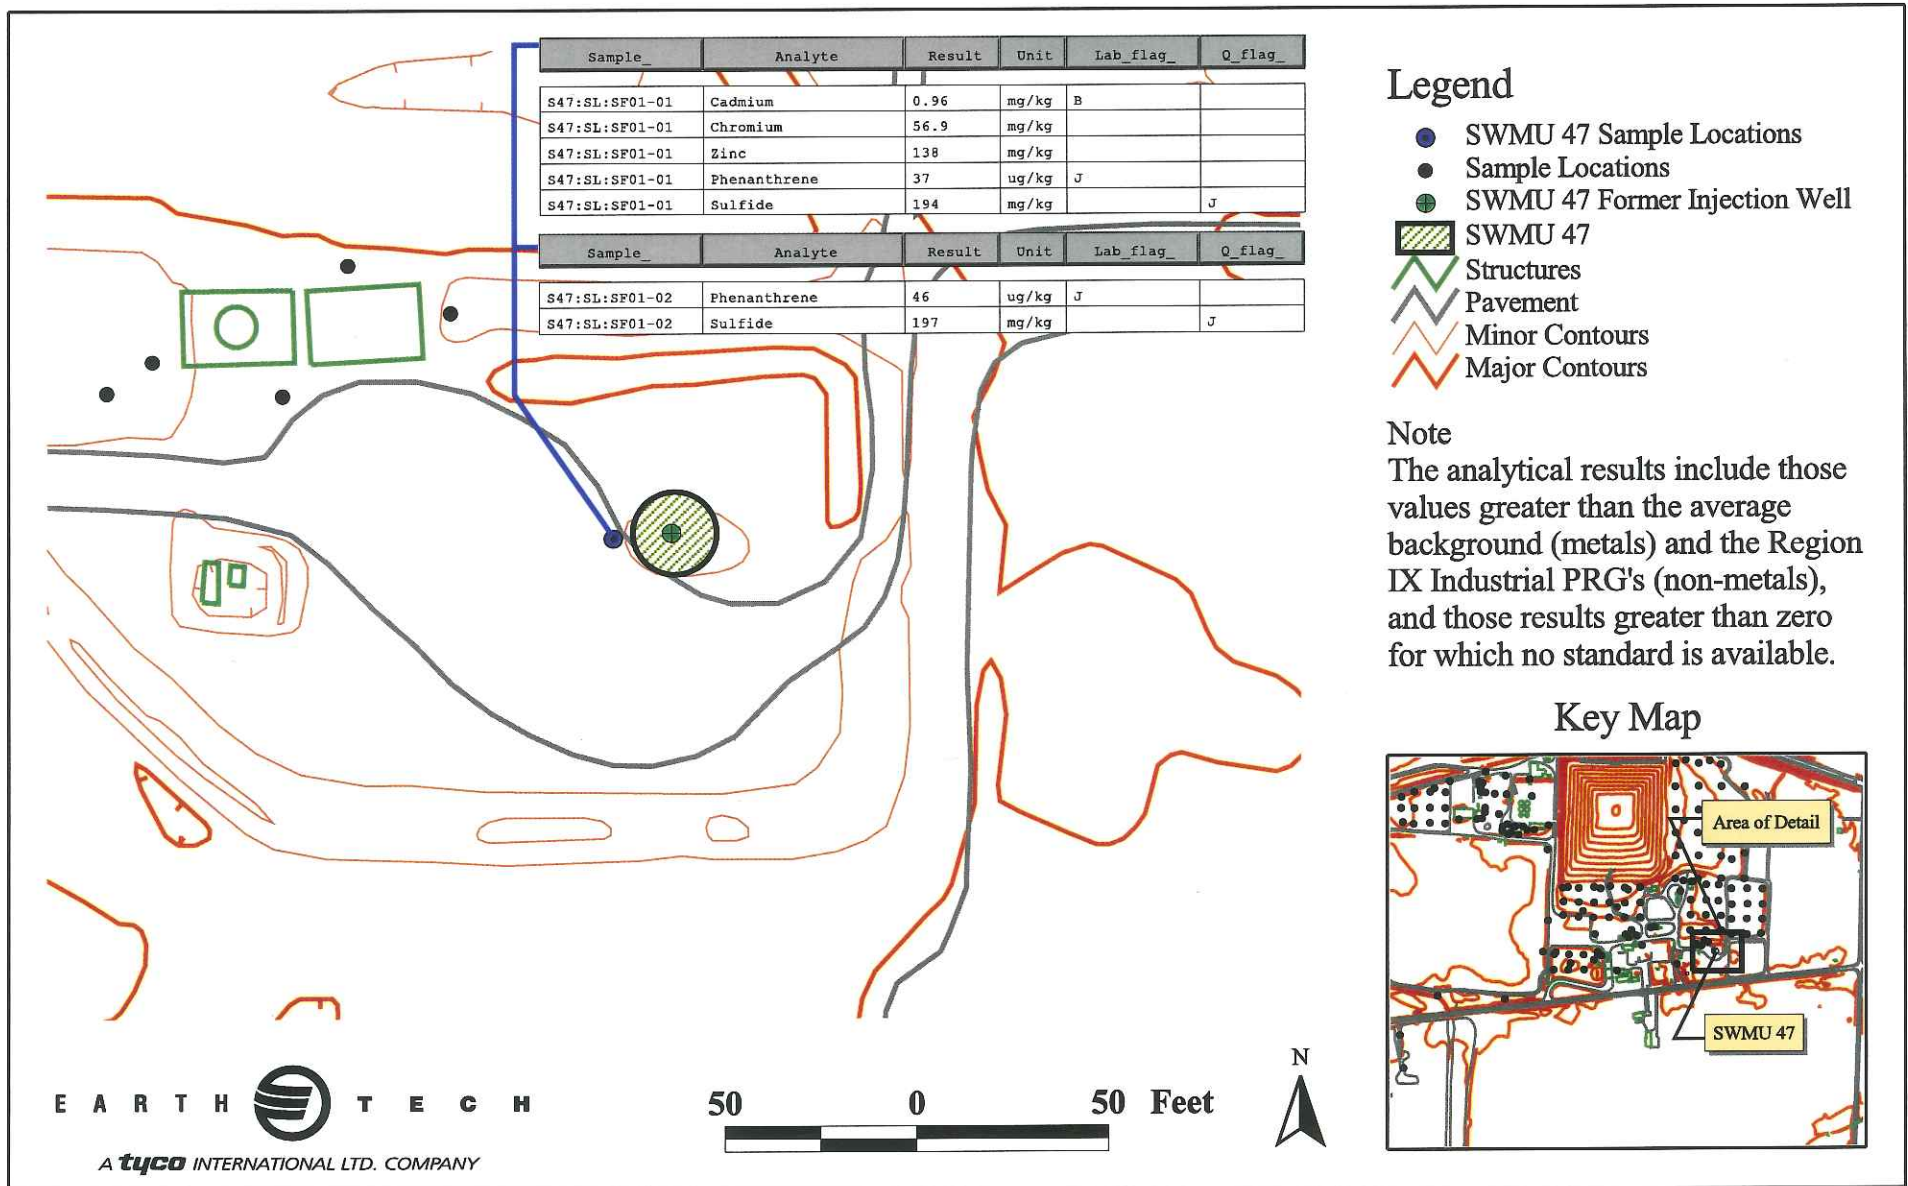 Sample_ Analyte Result Unit Lab_flag_ Q_flag_
S47:SL:SF01-01 Cadmium 0.96 mg/kg B
S47:SL:SF01-01 Chromium 56.9 mg/kg
S47:SL:SF01-01 Zinc 138 mg/kg
S47:SL:SF01-01 Phenanthrene 37 ug/kg J
S47:SL:SF01-01 Sulfide 194 mg/kg J
Sample_ Analyte Result Unit Lab_flag_ Q_flag_
S47:SL:SF01-02 Phenanthrene 46 ug/kg J
S47:SL:SF01-02 Sulfide 197 mg/kg J
Legend
SWMU 47 Sample Locations
Sample Locations
SWMU 47 Former Injection Well
SWMU 47
Structures
Pavement
Minor Contours
Major Contours
Note
The analytical results include those
values greater than the average
background (metals) and the Region
IX Industrial PRG's (non-metals),
and those results greater than zero
for which no standard is available.
Key Map
Area of Detail
SWMU 47
EARTH TECH
A tyco INTERNATIONAL LTD. COMPANY
50 0 50 Feet
N